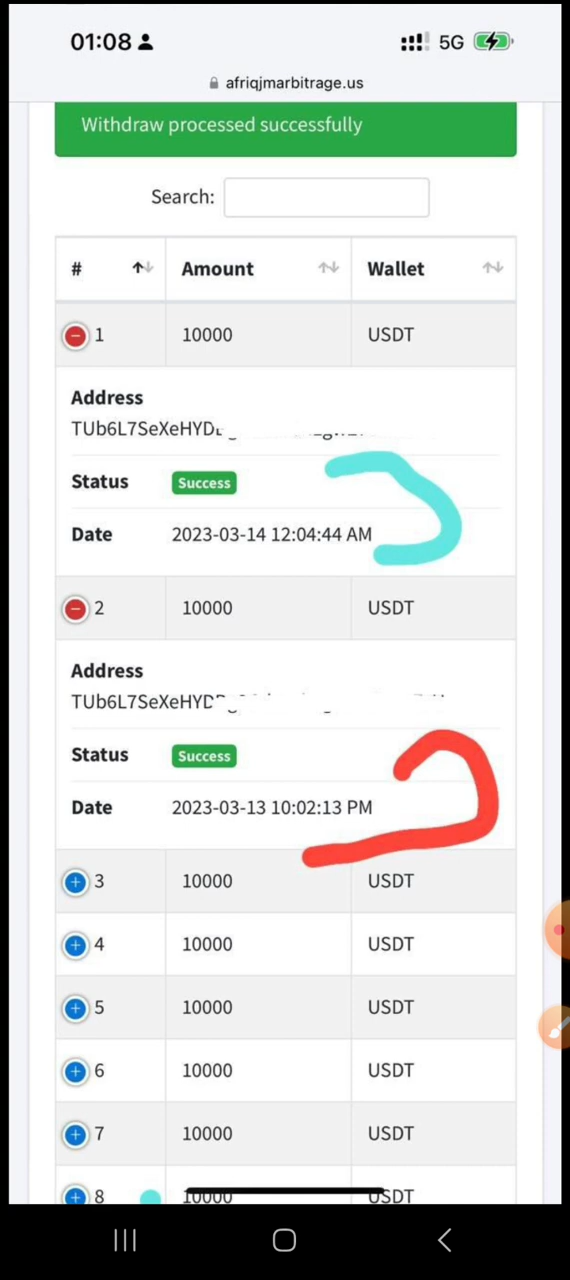 01:08
5G
afriqjmarbitrage.us
Withdraw processed successfully
Search:
# Amount Wallet
1 10000 USDT
Address
Status Success
Date 2023-03-14 12:04:44 AM
2 10000 USDT
Address
Status Success
Date 2023-03-13 10:02:13 PM
3 10000 USDT
4 10000 USDT
5 10000 USDT
6 10000 USDT
7 10000 USDT
8 10000 USDT